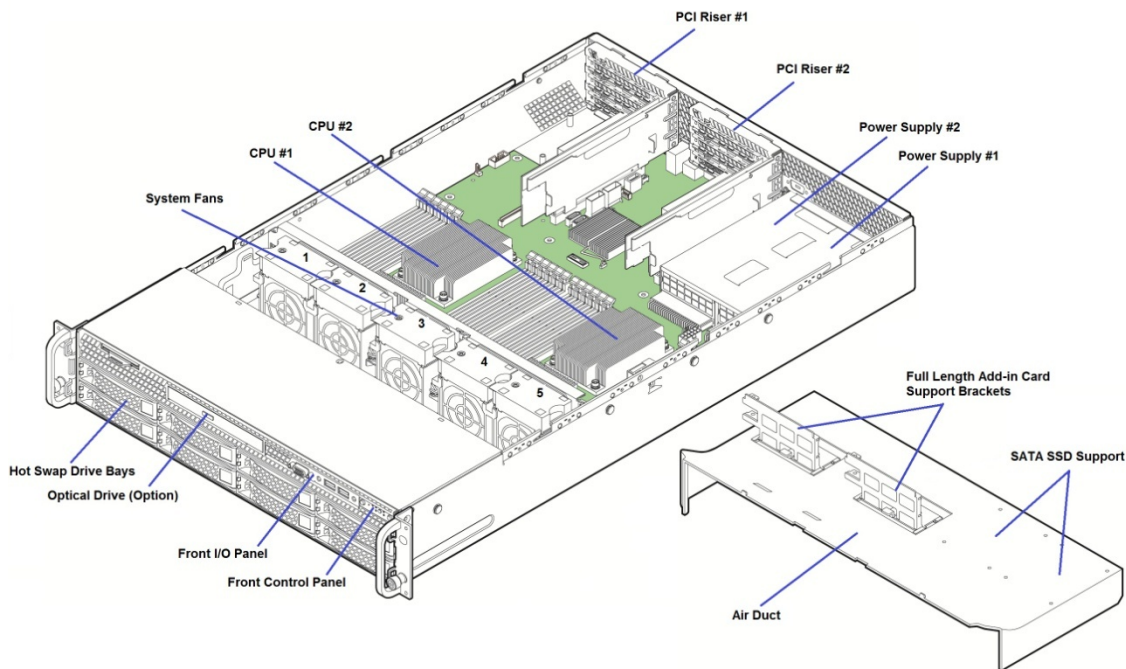 PCI Riser #1
PCI Riser #2
CPU #2
Power Supply #2
CPU #1
Power Supply #1
System Fans
1
2
3
4
5
Full Length Add-in Card
Support Brackets
Hot Swap Drive Bays
SATA SSD Support
Optical Drive (Option)
Front I/O Panel
Front Control Panel
Air Duct